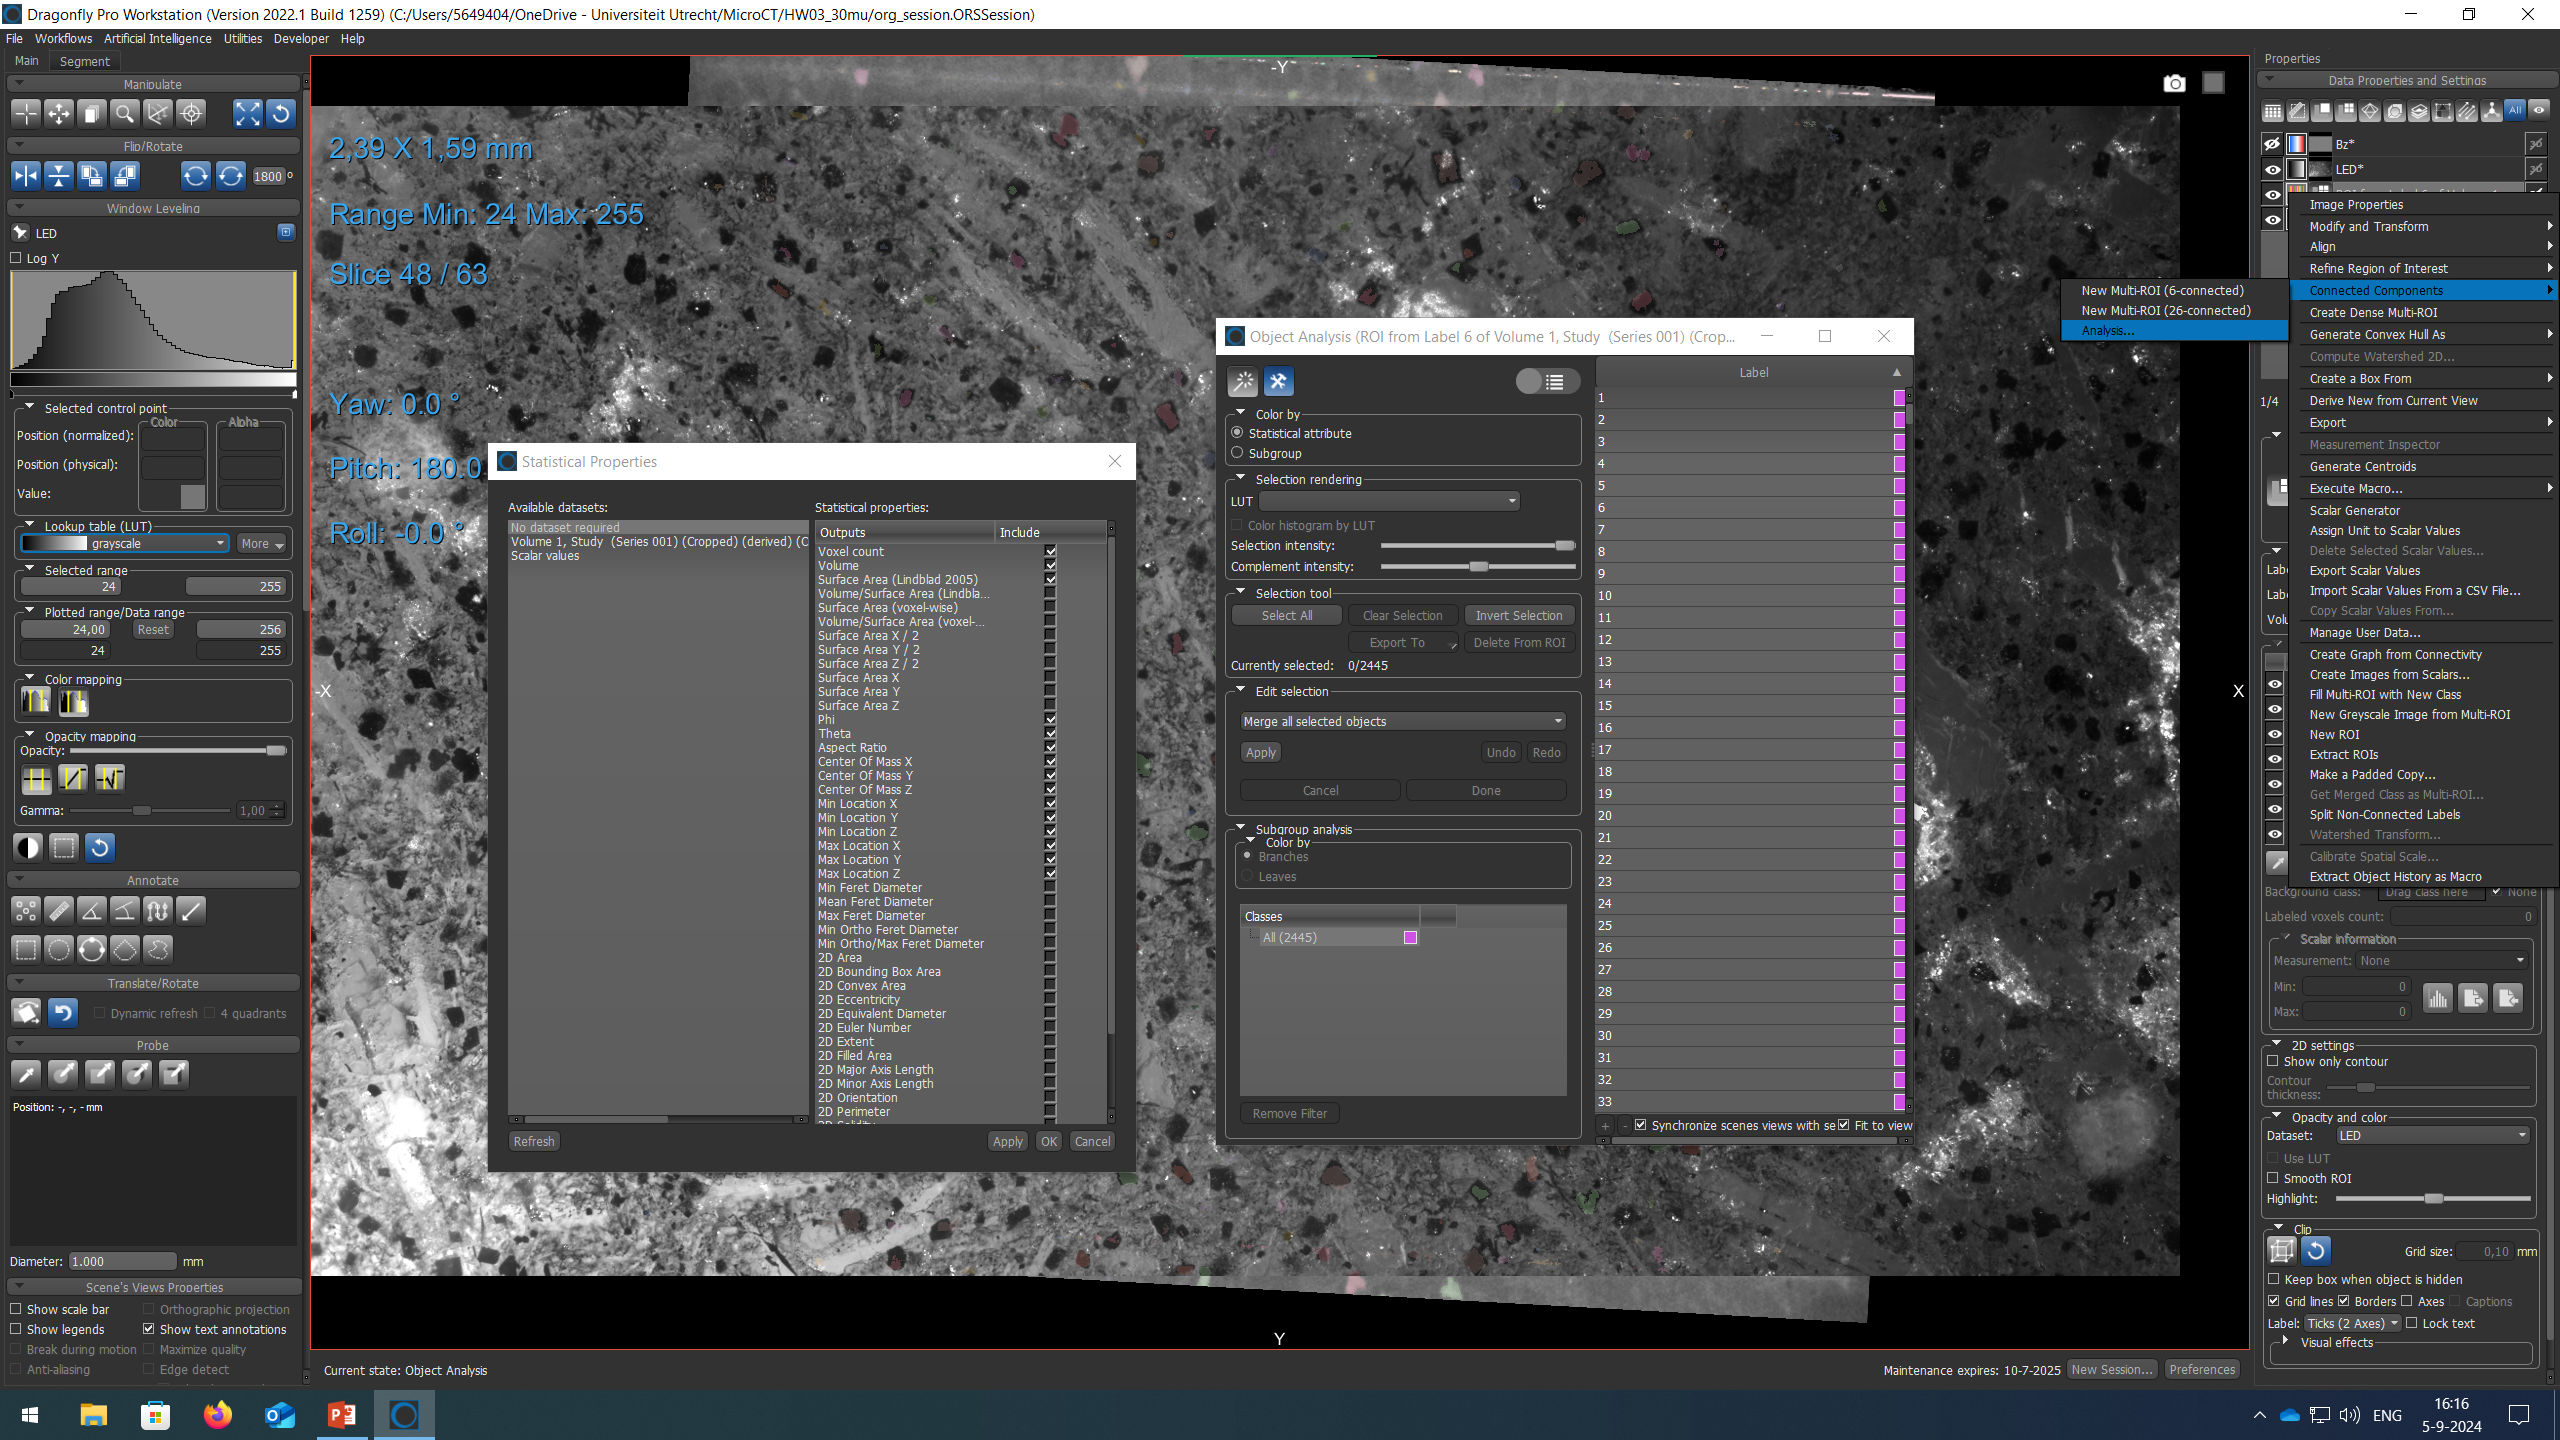 Dragonfly Pro Workstation (Version 2022.1 Build 1259) (C:/Users/5649404/OneDrive - Universiteit Utrecht/MicroCT/HW03_30mu/org_session.ORSSession)
File Workflows Artificial Intelligence Utilities Developer Help
Main Segment
Manipulate
Flip/Rotate
1800 °
Window Leveling
LED
Log Y
Selected control point
Color Alpha
Position (normalized):
Position (physical):
Value:
Lookup table (LUT)
grayscale More
Selected range
24 255
Plotted range/Data range
24,00 Reset 256
24 255
Color mapping
Opacity mapping
Opacity:
Gamma: 1,00
Annotate
Translate/Rotate
Dynamic refresh 4 quadrants
Probe
Position: -, -, - mm
Diameter: 1.000 mm
Scene's Views Properties
Show scale bar Orthographic projection
Show legends Show text annotations
Break during motion Maximize quality
Anti-aliasing Edge detect
2,39 X 1,59 mm
Range Min: 24 Max: 255
Slice 48 / 63
Yaw: 0.0 °
Pitch: 180.0
Roll: -0.0 °
-Y
-X
X
Y
Statistical Properties
Available datasets:
No dataset required
Volume 1, Study (Series 001) (Cropped) (derived) (C
Scalar values
Refresh
Statistical properties:
Outputs Include
Voxel count
Volume
Surface Area (Lindblad 2005)
Volume/Surface Area (Lindbla...
Surface Area (voxel-wise)
Volume/Surface Area (voxel-...
Surface Area X / 2
Surface Area Y / 2
Surface Area Z / 2
Surface Area X
Surface Area Y
Surface Area Z
Phi
Theta
Aspect Ratio
Center Of Mass X
Center Of Mass Y
Center Of Mass Z
Min Location X
Min Location Y
Min Location Z
Max Location X
Max Location Y
Max Location Z
Min Feret Diameter
Mean Feret Diameter
Max Feret Diameter
Min Ortho Feret Diameter
Min Ortho/Max Feret Diameter
2D Area
2D Bounding Box Area
2D Convex Area
2D Eccentricity
2D Equivalent Diameter
2D Euler Number
2D Extent
2D Filled Area
2D Major Axis Length
2D Minor Axis Length
2D Orientation
2D Perimeter
Apply OK Cancel
Object Analysis (ROI from Label 6 of Volume 1, Study (Series 001) (Crop...
Color by
Statistical attribute
Subgroup
Selection rendering
LUT
Color histogram by LUT
Selection intensity:
Complement intensity:
Selection tool
Select All Clear Selection Invert Selection
Export To Delete From ROI
Currently selected: 0/2445
Edit selection
Merge all selected objects
Apply Undo Redo
Cancel Done
Subgroup analysis
Color by
Branches
Leaves
Classes
All (2445)
Remove Filter
Label
1
2
3
4
5
6
7
8
9
10
11
12
13
14
15
16
17
18
19
20
21
22
23
24
25
26
27
28
29
30
31
32
33
+ - Synchronize scenes views with se Fit to view
New Multi-ROI (6-connected)
New Multi-ROI (26-connected)
Analysis...
Properties
Data Properties and Settings
All
Bz*
LED*
1/4
Image Properties
Modify and Transform
Align
Refine Region of Interest
Connected Components
Create Dense Multi-ROI
Generate Convex Hull As
Compute Watershed 2D...
Create a Box From
Derive New from Current View
Export
Measurement Inspector
Generate Centroids
Execute Macro...
Scalar Generator
Assign Unit to Scalar Values
Delete Selected Scalar Values...
Export Scalar Values
Import Scalar Values From a CSV File...
Copy Scalar Values From...
Manage User Data...
Create Graph from Connectivity
Create Images from Scalars...
Fill Multi-ROI with New Class
New Greyscale Image from Multi-ROI
New ROI
Extract ROIs
Make a Padded Copy...
Get Merged Class as Multi-ROI...
Split Non-Connected Labels
Watershed Transform...
Calibrate Spatial Scale...
Extract Object History as Macro
Background class: Drag class here None
Labeled voxels count: 0
Scalar information
Measurement: None
Min: 0
Max: 0
2D settings
Show only contour
Contour
thickness:
Opacity and color
Dataset: LED
Use LUT
Smooth ROI
Highlight:
Clip
Grid size: 0,10 mm
Keep box when object is hidden
Grid lines Borders Axes Captions
Label: Ticks (2 Axes) Lock text
Visual effects
Current state: Object Analysis
Maintenance expires: 10-7-2025 New Session... Preferences
ENG
16:16
5-9-2024